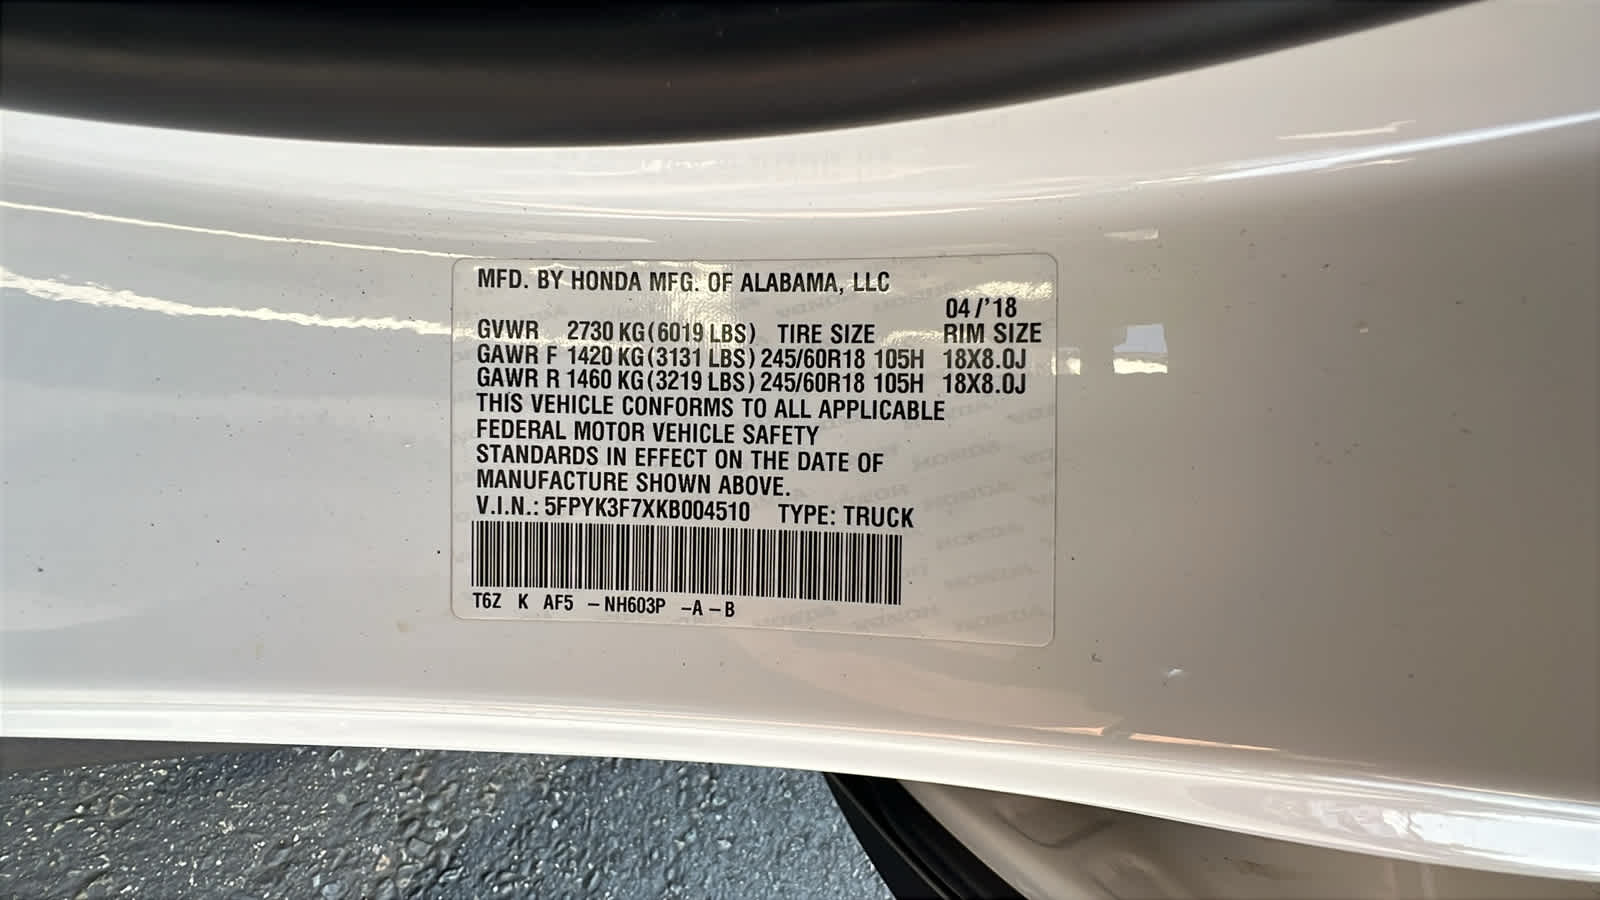 MFD. BY HONDA MFG. OF ALABAMA, LLC
04/'18
GVWR 2730 KG(6019 LBS) TIRE SIZE RIM SIZE
GAWR F 1420 KG(3131 LBS) 245/60R18 105H 18X8.0J
GAWR R 1460 KG(3219 LBS) 245/60R18 105H 18X8.0J
THIS VEHICLE CONFORMS TO ALL APPLICABLE
FEDERAL MOTOR VEHICLE SAFETY
STANDARDS IN EFFECT ON THE DATE OF
MANUFACTURE SHOWN ABOVE.
V.I.N.: 5FPYK3F7XKB004510 TYPE: TRUCK
T6Z K AF5 -NH603P -A-B